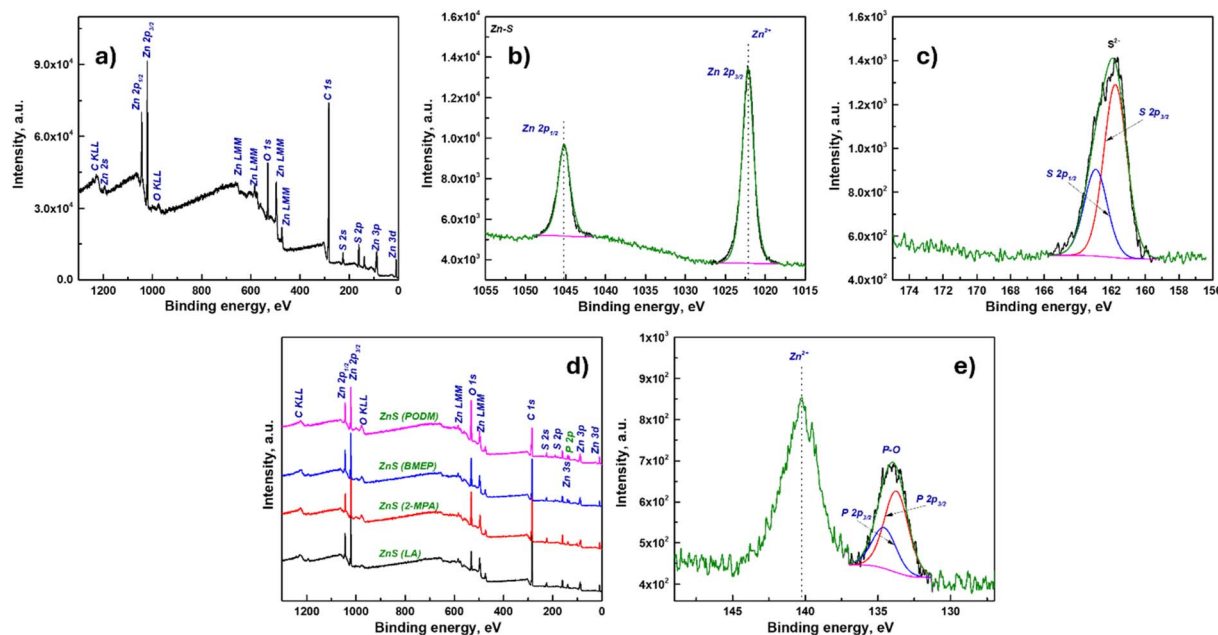 a)
Intensity, a.u.
9.0x10⁴
6.0x10⁴
3.0x10⁴
0.0
C KLL
Zn 2s
Zn 2p1/2
Zn 2p3/2
O KLL
Zn LMM
Zn LMM
O 1s
Zn LMM
Zn LMM
C 1s
S 2s
S 2p
Zn 3p
Zn 3d
1200 1000 800 600 400 200 0
Binding energy, eV
b)
Intensity, a.u.
1.6x10⁴
1.4x10⁴
1.2x10⁴
1.0x10⁴
8.0x10³
6.0x10³
4.0x10³
Zn-S
Zn²⁺
Zn 2p3/2
Zn 2p1/2
1055 1050 1045 1040 1035 1030 1025 1020 1015
Binding energy, eV
c)
Intensity, a.u.
1.6x10³
1.4x10³
1.2x10³
1.0x10³
8.0x10²
6.0x10²
4.0x10²
S²⁻
S 2p3/2
S 2p1/2
175 174 172 170 168 166 164 162 160 158 156
Binding energy, eV
d)
Intensity, a.u.
C KLL
Zn 2p1/2
Zn 2p3/2
O KLL
Zn LMM
O 1s
Zn LMM
C 1s
S 2s
S 2p
P 2p
Zn 3s
Zn 3p
Zn 3d
ZnS (PODM)
ZnS (BMEP)
ZnS (2-MPA)
ZnS (LA)
1200 1000 800 600 400 200 0
Binding energy, eV
e)
Intensity, a.u.
1x10³
9x10²
8x10²
7x10²
6x10²
5x10²
4x10²
Zn²⁺
P-O
P 2p3/2
P 2p3/2
145 140 135 130
Binding energy, eV